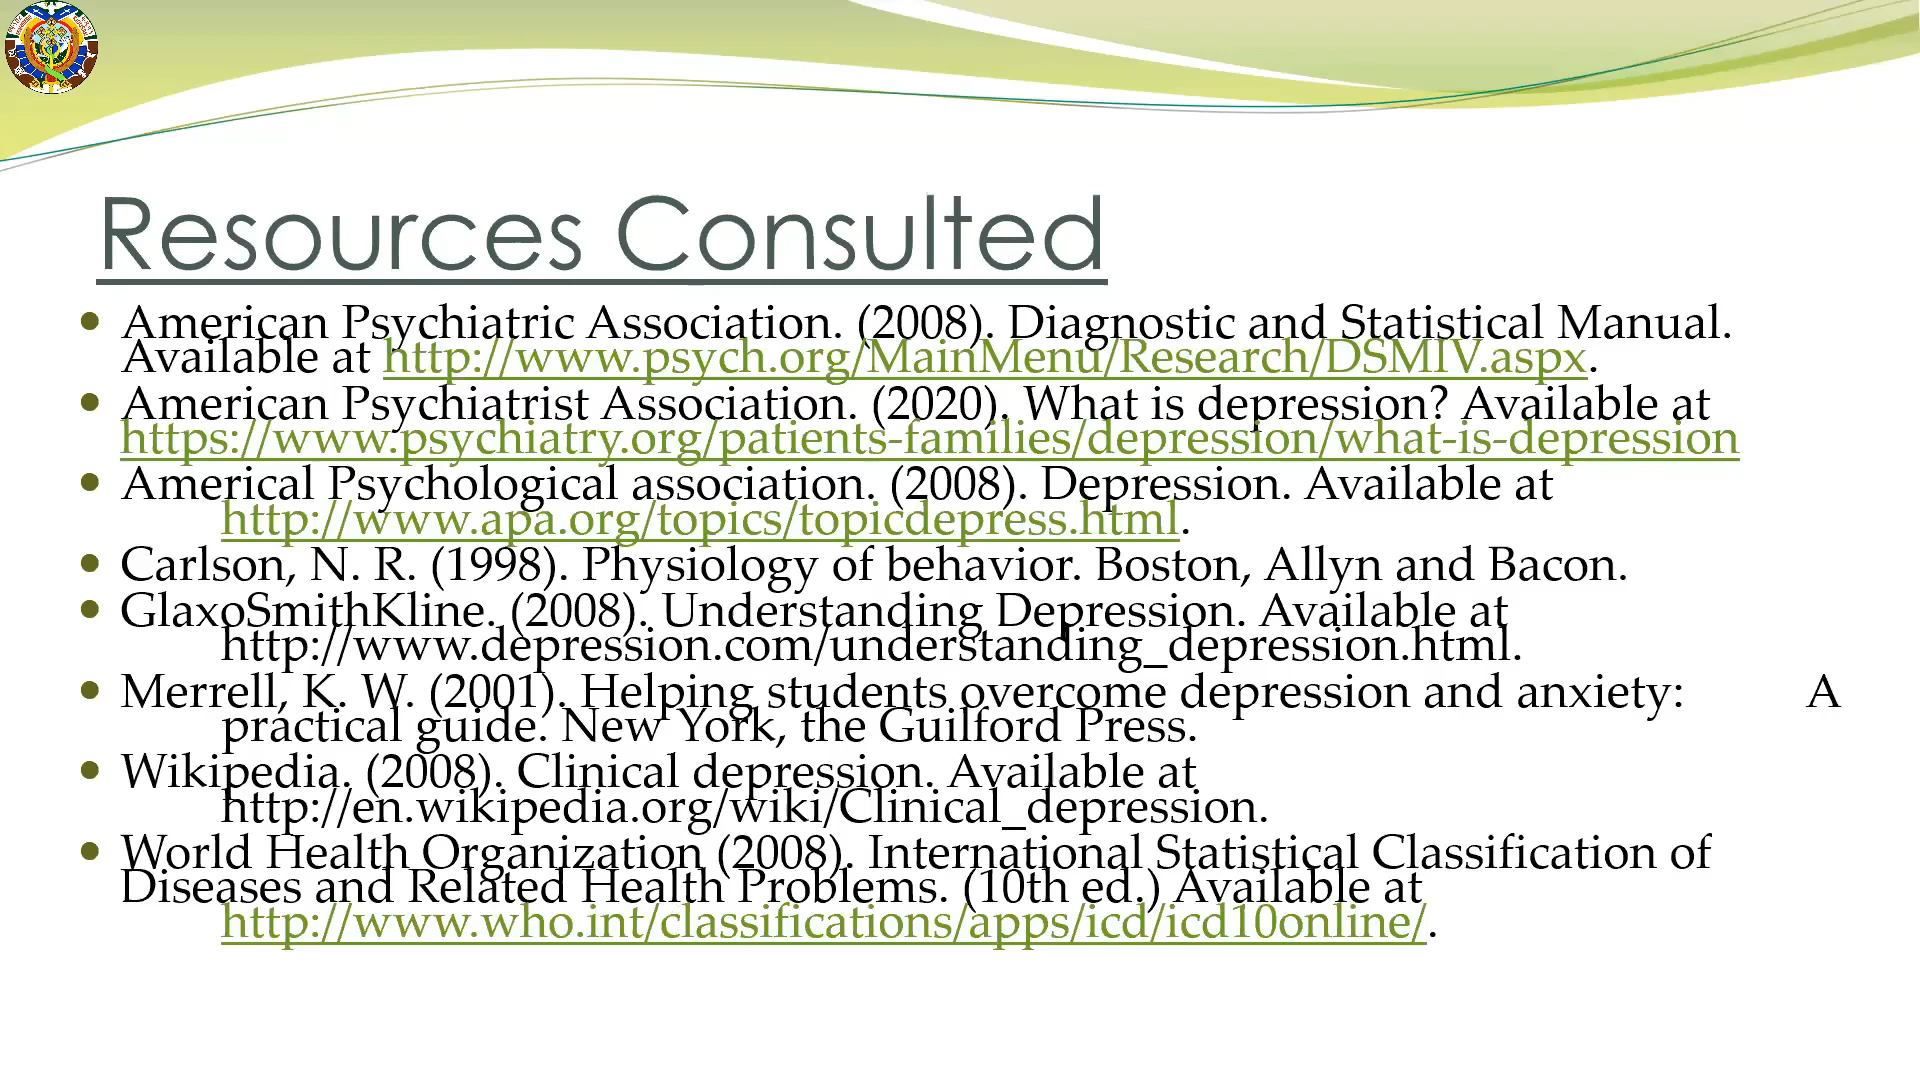 Resources Consulted
• American Psychiatric Association. (2008). Diagnostic and Statistical Manual.
Available at http://www.psych.org/MainMenu/Research/DSMIV.aspx.
• American Psychiatrist Association. (2020). What is depression? Available at
https://www.psychiatry.org/patients-families/depression/what-is-depression
• Americal Psychological association. (2008). Depression. Available at
http://www.apa.org/topics/topicdepress.html.
• Carlson, N. R. (1998). Physiology of behavior. Boston, Allyn and Bacon.
• GlaxoSmithKline. (2008). Understanding Depression. Available at
http://www.depression.com/understanding_depression.html.
• Merrell, K. W. (2001). Helping students overcome depression and anxiety: A
practical guide. New York, the Guilford Press.
• Wikipedia. (2008). Clinical depression. Available at
http://en.wikipedia.org/wiki/Clinical_depression.
• World Health Organization (2008). International Statistical Classification of
Diseases and Related Health Problems. (10th ed.) Available at
http://www.who.int/classifications/apps/icd/icd10online/.